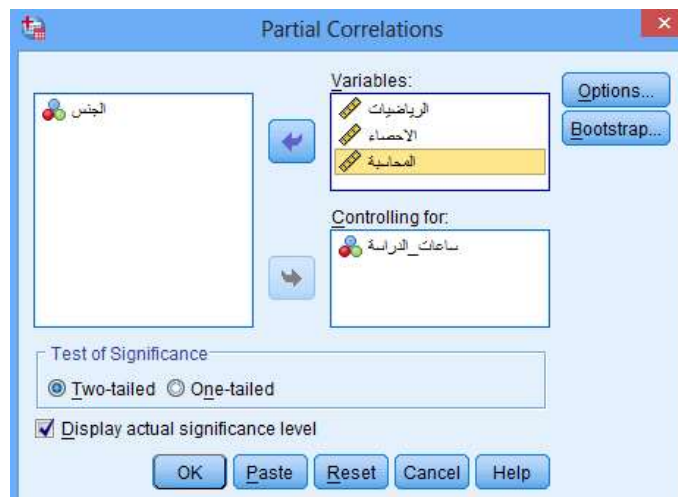 Partial Correlations
الجنس
Variables:
الرياضيات
الاحصاء
المحاسبة
Options...
Bootstrap...
Controlling for:
ساعات_الدراسة
Test of Significance
Two-tailed One-tailed
Display actual significance level
OK Paste Reset Cancel Help